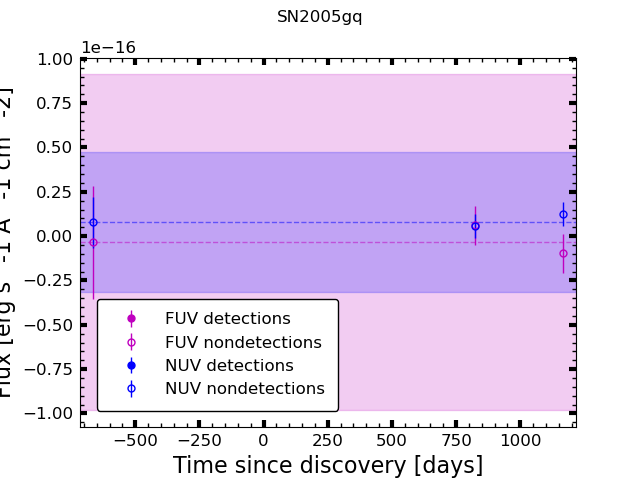 SN2005gq
1e−16
1.00
0.75
0.50
0.25
0.00
−0.25
−0.50
−0.75
−1.00
Flux [erg s -1 A -1 cm -2]
FUV detections
FUV nondetections
NUV detections
NUV nondetections
−500 −250 0 250 500 750 1000
Time since discovery [days]